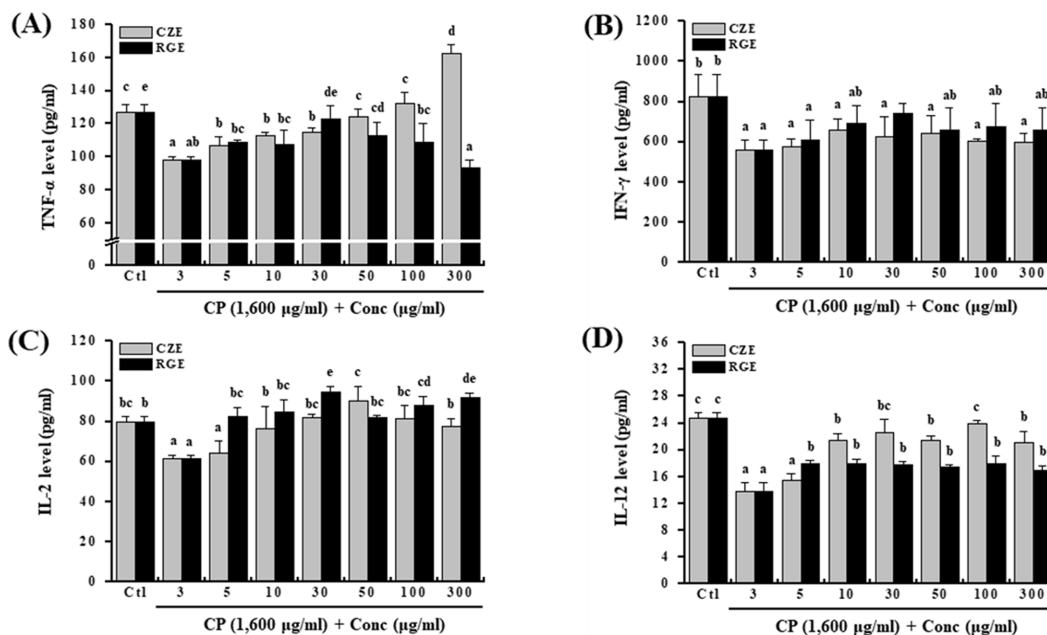 (A)
CZE
RGE
TNF-α level (pg/ml)
160
140
120
100
80
60
0
c e
a ab
b bc
b bc
b de
c cd
c bc
d a
Ctl 3 5 10 30 50 100 300
CP (1,600 μg/ml) + Conc (μg/ml)
(B)
CZE
RGE
IFN-γ level (pg/ml)
1200
1000
800
600
400
200
0
b b
a a
a a
a ab
a b
a ab
a ab
a ab
Ctl 3 5 10 30 50 100 300
CP (1,600 μg/ml) + Conc (μg/ml)
(C)
CZE
RGE
IL-2 level (pg/ml)
120
100
80
60
40
20
0
bc b
a a
a bc
b bc
bc e
c bc
bc cd
b de
Ctl 3 5 10 30 50 100 300
CP (1,600 μg/ml) + Conc (μg/ml)
(D)
CZE
RGE
IL-12 level (pg/ml)
36
32
28
24
20
16
12
8
4
0
c c
a a
a b
b b
bc b
b b
c b
b b
Ctl 3 5 10 30 50 100 300
CP (1,600 μg/ml) + Conc (μg/ml)